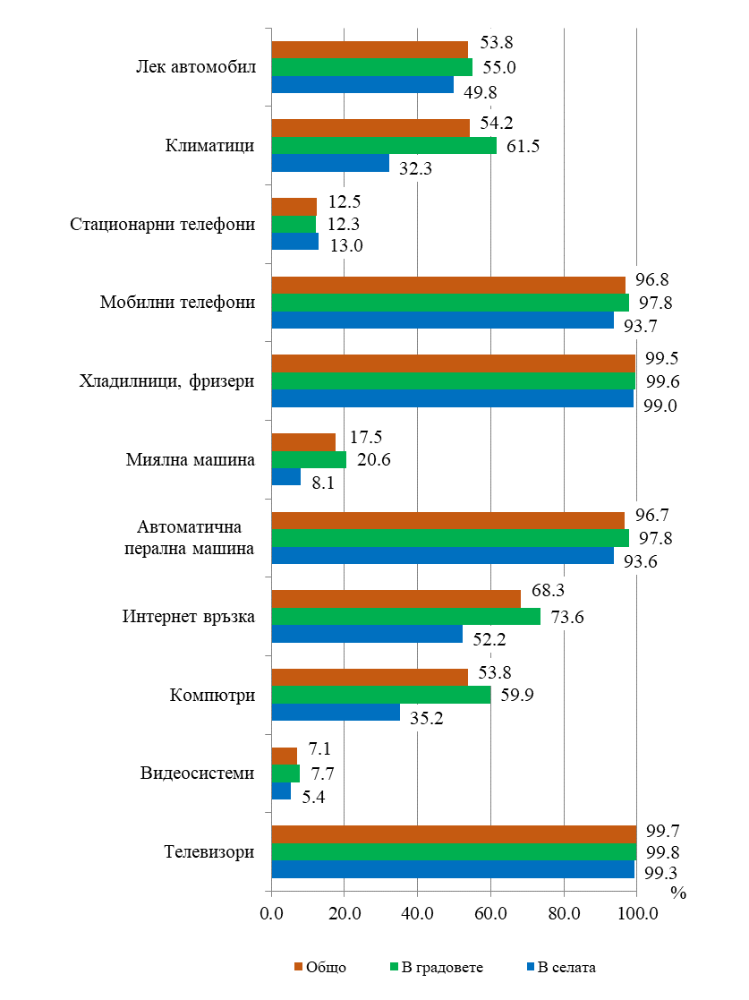 Лек автомобил
53.8
55.0
49.8
Климатици
54.2
61.5
32.3
Стационарни телефони
12.5
12.3
13.0
Мобилни телефони
96.8
97.8
93.7
Хладилници, фризери
99.5
99.6
99.0
Миялна машина
17.5
20.6
8.1
Автоматична
перална машина
96.7
97.8
93.6
Интернет връзка
68.3
73.6
52.2
Компютри
53.8
59.9
35.2
Видеосистеми
7.1
7.7
5.4
Телевизори
99.7
99.8
99.3
%
0.0 20.0 40.0 60.0 80.0 100.0
Общо В градовете В селата